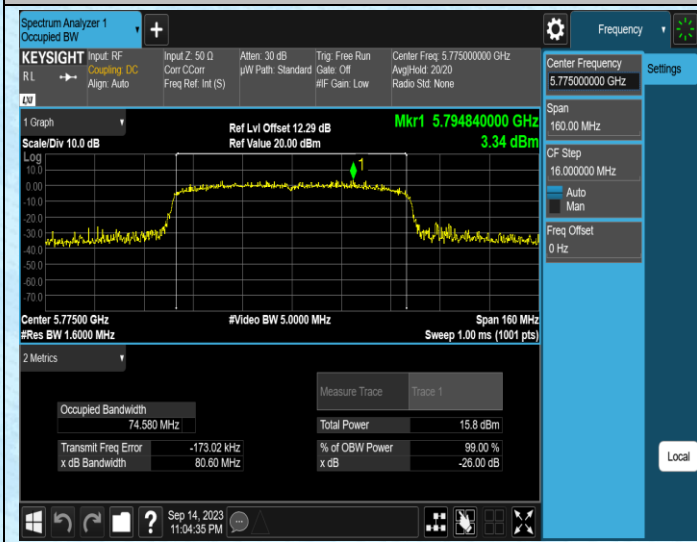 Spectrum Analyzer 1
Occupied BW
Frequency
KEYSIGHT
RL
LXI
Input: RF
Coupling: DC
Align: Auto
Input Z: 50 Ω
Corr CCorr
Freq Ref: Int (S)
Atten: 30 dB
µW Path: Standard
Trig: Free Run
Gate: Off
#IF Gain: Low
Center Freq: 5.775000000 GHz
Avg|Hold: 20/20
Radio Std: None
Center Frequency
5.775000000 GHz
Settings
Span
160.00 MHz
CF Step
16.000000 MHz
Auto
Man
Freq Offset
0 Hz
1 Graph
Scale/Div 10.0 dB
Ref Lvl Offset 12.29 dB
Ref Value 20.00 dBm
Mkr1 5.794840000 GHz
3.34 dBm
Log
10.0
0.00
-10.0
-20.0
-30.0
-40.0
-50.0
-60.0
-70.0
1
Center 5.77500 GHz
#Res BW 1.6000 MHz
#Video BW 5.0000 MHz
Span 160 MHz
Sweep 1.00 ms (1001 pts)
2 Metrics
Measure Trace Trace 1
Occupied Bandwidth
74.580 MHz
Total Power 15.8 dBm
Transmit Freq Error -173.02 kHz
% of OBW Power 99.00 %
x dB Bandwidth 80.60 MHz
x dB -26.00 dB
Local
?
Sep 14, 2023
11:04:35 PM